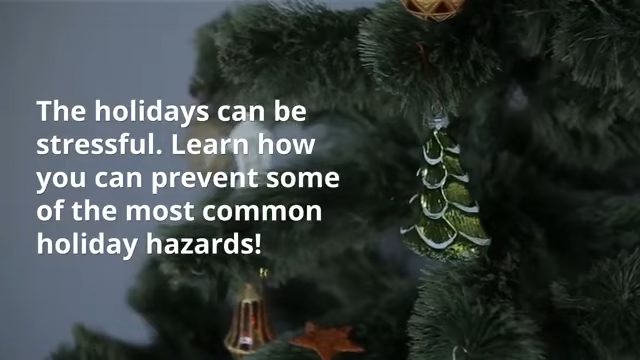 The holidays can be
stressful. Learn how
you can prevent some
of the most common
holiday hazards!